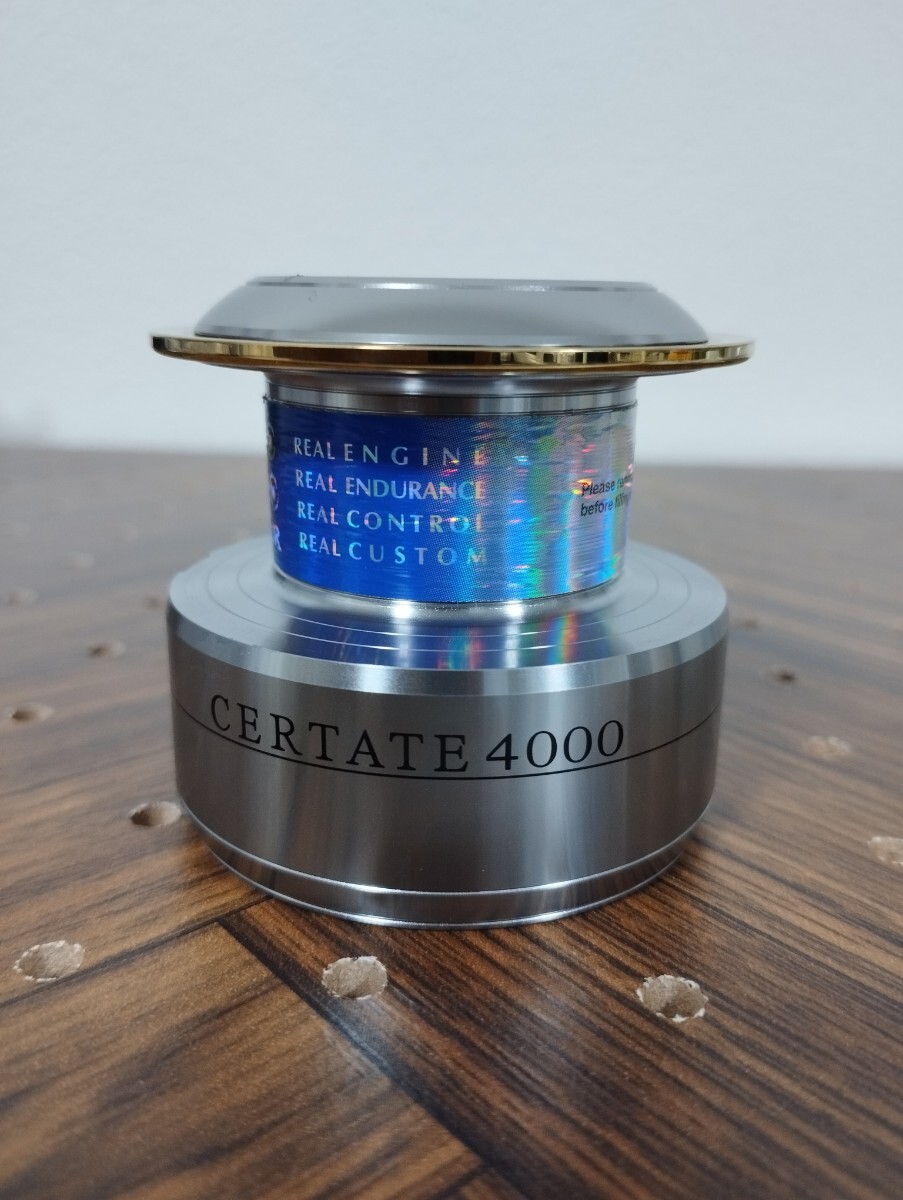 REAL ENGINE
REAL ENDURANCE
REAL CONTROL
REAL CUSTOM
Please
before
CERTATE 4000